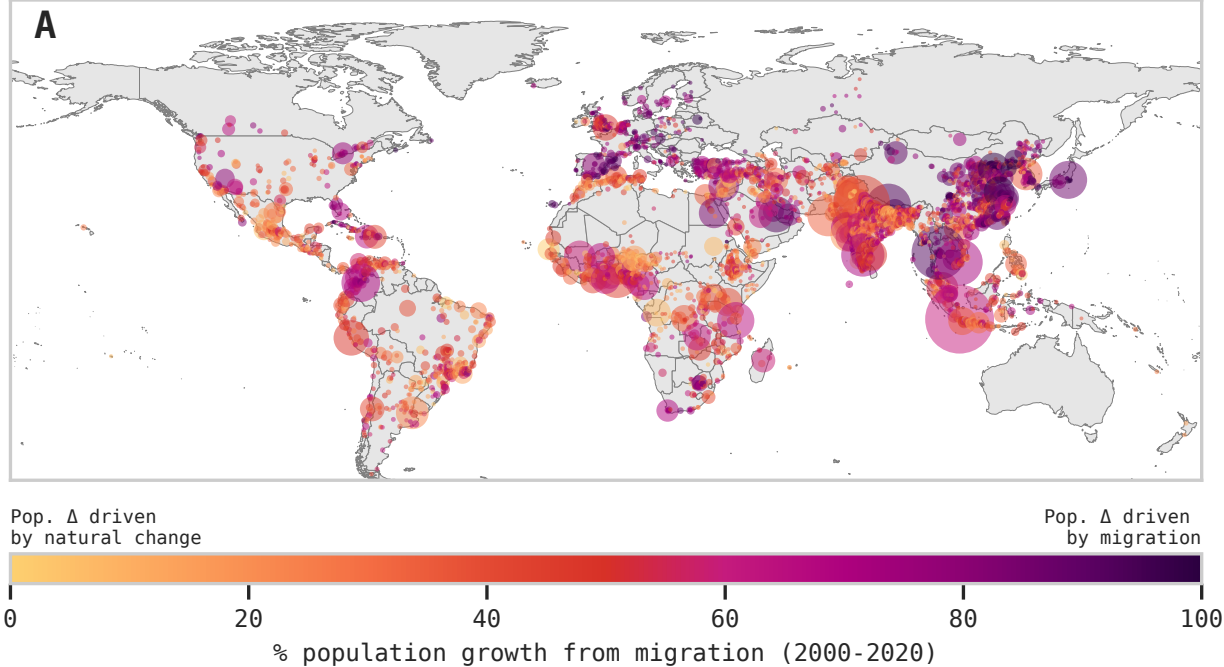 A
Pop. Δ driven
by natural change
Pop. Δ driven
by migration
0 20 40 60 80 100
% population growth from migration (2000-2020)